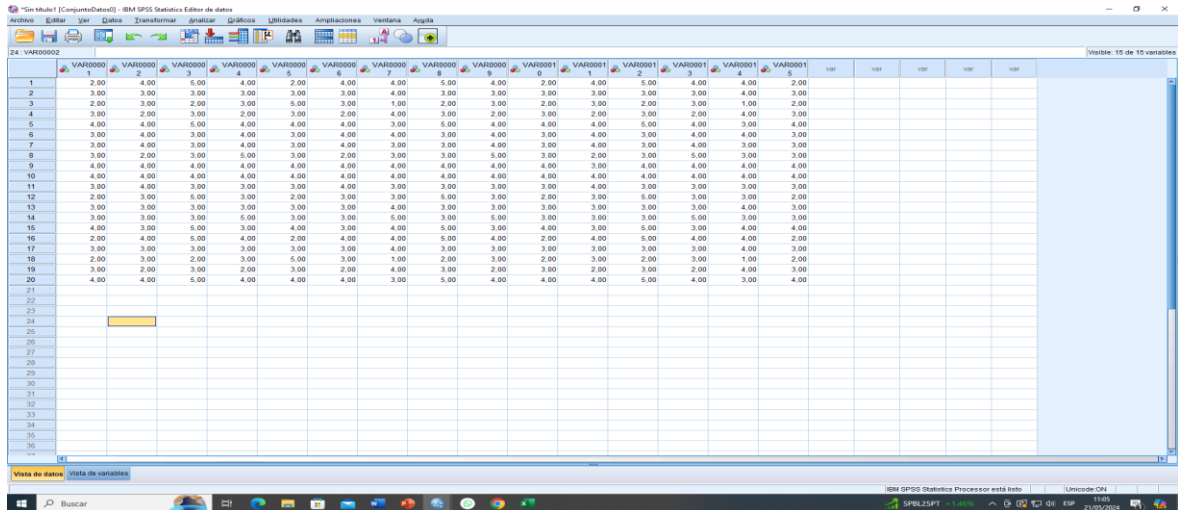 *Sin título1 [ConjuntoDatos0] - IBM SPSS Statistics Editor de datos
Archivo Editar Ver Datos Transformar Analizar Gráficos Utilidades Ampliaciones Ventana Ayuda
24 : VAR00002 Visible: 15 de 15 variables
VAR00001 VAR00002 VAR00003 VAR00004 VAR00005 VAR00006 VAR00007 VAR00008 VAR00009 VAR00010 VAR00011 VAR00012 VAR00013 VAR00014 VAR00015 var var var var var
1 2,00 4,00 5,00 4,00 2,00 4,00 4,00 5,00 4,00 2,00 4,00 5,00 4,00 4,00 2,00
2 3,00 3,00 3,00 3,00 3,00 3,00 4,00 3,00 3,00 3,00 3,00 3,00 3,00 4,00 3,00
3 2,00 3,00 2,00 3,00 5,00 3,00 1,00 2,00 3,00 2,00 3,00 2,00 3,00 1,00 2,00
4 3,00 2,00 3,00 2,00 3,00 2,00 4,00 3,00 2,00 3,00 2,00 3,00 2,00 4,00 3,00
5 4,00 4,00 5,00 4,00 4,00 4,00 3,00 5,00 4,00 4,00 4,00 5,00 4,00 3,00 4,00
6 3,00 4,00 3,00 4,00 3,00 4,00 4,00 3,00 4,00 3,00 4,00 3,00 4,00 4,00 3,00
7 3,00 4,00 3,00 4,00 3,00 4,00 3,00 3,00 4,00 3,00 4,00 3,00 4,00 3,00 3,00
8 3,00 2,00 3,00 5,00 3,00 2,00 3,00 3,00 5,00 3,00 2,00 3,00 5,00 3,00 3,00
9 4,00 4,00 4,00 4,00 4,00 4,00 4,00 4,00 4,00 4,00 3,00 4,00 4,00 4,00 4,00
10 4,00 4,00 4,00 4,00 4,00 4,00 4,00 4,00 4,00 4,00 4,00 4,00 4,00 4,00 4,00
11 3,00 4,00 3,00 3,00 3,00 4,00 3,00 3,00 3,00 3,00 4,00 3,00 3,00 3,00 3,00
12 2,00 3,00 5,00 3,00 2,00 3,00 3,00 5,00 3,00 2,00 3,00 5,00 3,00 3,00 2,00
13 3,00 3,00 3,00 3,00 3,00 3,00 4,00 3,00 3,00 3,00 3,00 3,00 3,00 4,00 3,00
14 3,00 3,00 3,00 5,00 3,00 3,00 5,00 3,00 5,00 3,00 3,00 3,00 5,00 3,00 3,00
15 4,00 3,00 5,00 4,00 3,00 3,00 4,00 5,00 3,00 4,00 3,00 5,00 3,00 4,00 4,00
16 2,00 4,00 5,00 4,00 2,00 4,00 4,00 5,00 4,00 2,00 4,00 5,00 4,00 4,00 2,00
17 3,00 3,00 3,00 3,00 3,00 3,00 4,00 3,00 3,00 3,00 3,00 3,00 3,00 4,00 3,00
18 2,00 3,00 2,00 3,00 5,00 3,00 1,00 2,00 3,00 2,00 3,00 2,00 3,00 1,00 2,00
19 3,00 2,00 3,00 2,00 3,00 2,00 4,00 3,00 2,00 3,00 2,00 3,00 2,00 4,00 3,00
20 4,00 4,00 5,00 4,00 4,00 4,00 3,00 5,00 4,00 4,00 4,00 5,00 4,00 3,00 4,00
21
22
23
24
25
26
27
28
29
30
31
32
33
34
35
36
Vista de datos Vista de variables
IBM SPSS Statistics Processor está listo Unicode:ON
Buscar SPBL25PT +1.46% ESP 11:05
21/05/2024